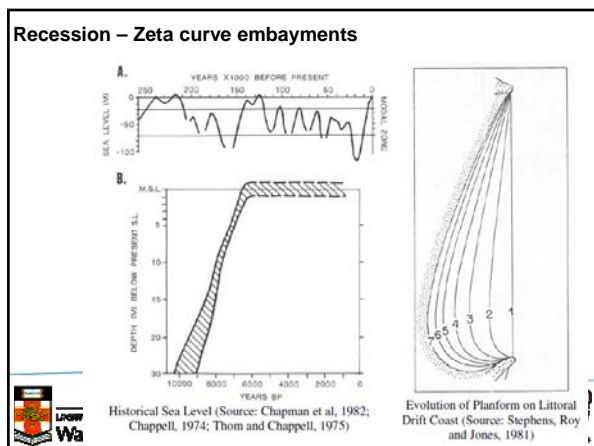 Recession – Zeta curve embayments
A.
YEARS X1000 BEFORE PRESENT
250 200 150 100 50 0
SEA LEVEL (M)
0
-50
-100
MODAL ZONE
B.
M.S.L.
5
10
15
20
30
DEPTH (M) BELOW PRESENT S.L.
10000 8000 6000 4000 2000 0
YEARS BP
Historical Sea Level (Source: Chapman et al, 1982;
Chappell, 1974; Thom and Chappell, 1975)
1
2
3
4
5
6
7
Evolution of Planform on Littoral
Drift Coast (Source: Stephens, Roy
and Jones, 1981)
Wa